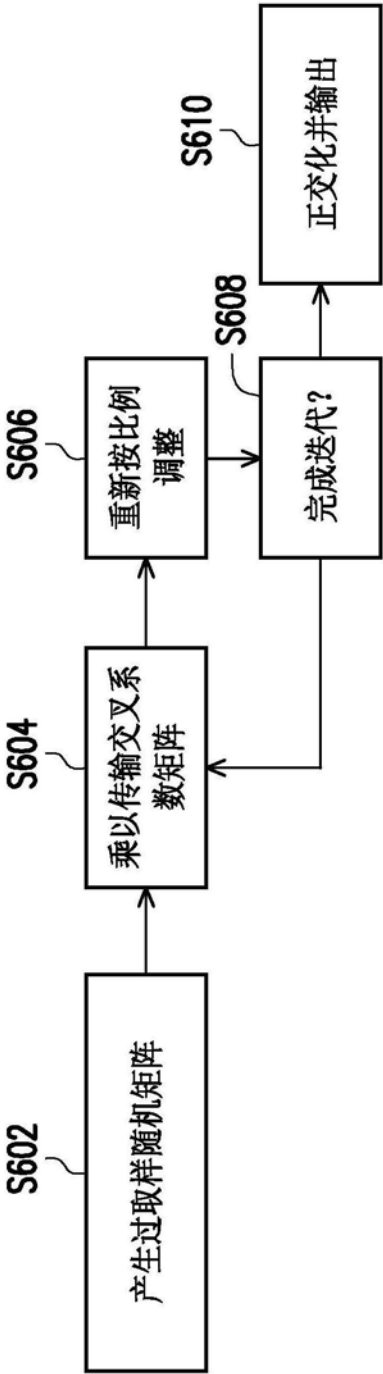 S602
产生过取样随机矩阵
S604
乘以传输交叉系
数矩阵
S606
重新按比例
调整
S608
完成迭代?
S610
正交化并输出